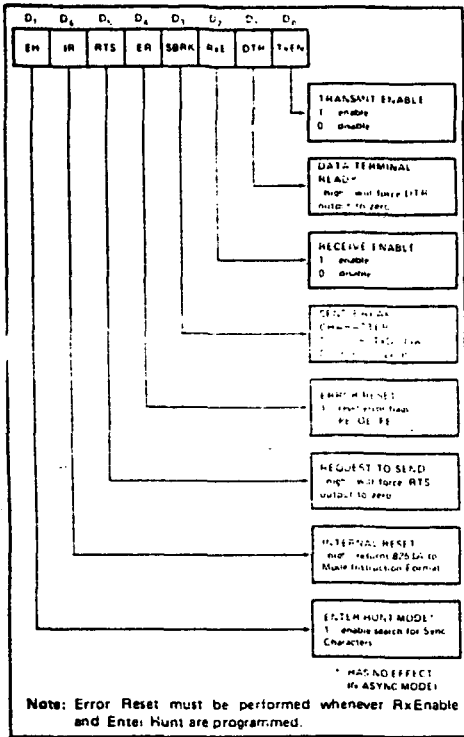 D7 D6 D5 D4 D3 D2 D1 D0
EH IR RTS ER SBRK RxE DTR TxEN
TRANSMIT ENABLE
1 enable
0 disable
DATA TERMINAL
READY
high will force DTR
output to zero
RECEIVE ENABLE
1 enable
0 disable
CHARACTER
ERROR RESET
1 reset error flags
PE OE FE
REQUEST TO SEND
high will force RTS
output to zero
INTERNAL RESET
high returns 8251A to
Mode Instruction Format
ENTER HUNT MODE*
1 enable search for Sync
Characters
* HAS NO EFFECT
IN ASYNC MODE)
Note: Error Reset must be performed whenever RxEnable
and Enter Hunt are programmed.